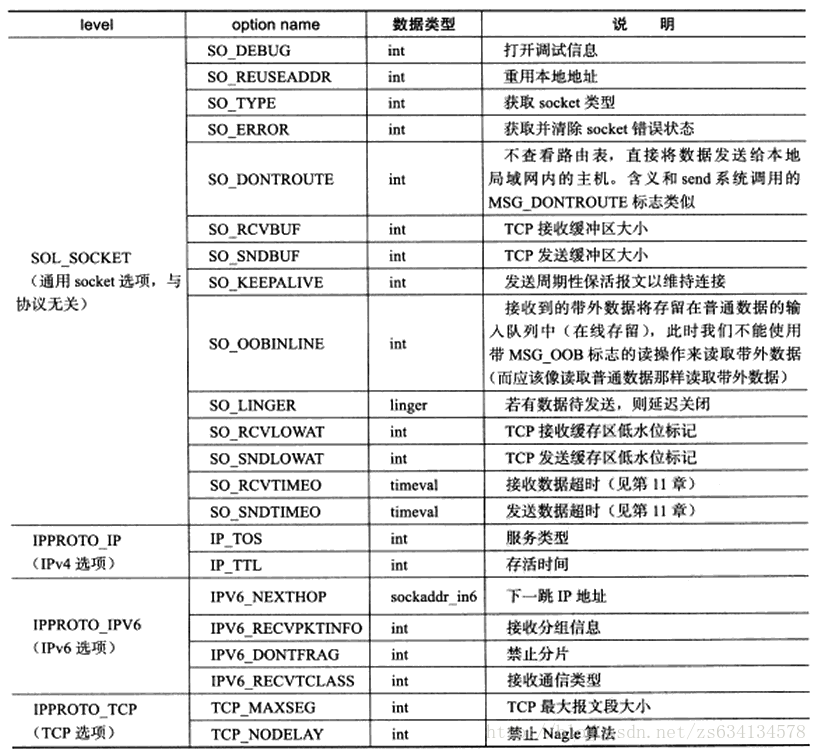 level option name 数据类型 说 明
SO_DEBUG int 打开调试信息
SO_REUSEADDR int 重用本地地址
SO_TYPE int 获取 socket 类型
SO_ERROR int 获取并清除 socket 错误状态
不查看路由表，直接将数据发送给本地
SO_DONTROUTE int 局域网内的主机。含义和 send 系统调用的
MSG_DONTROUTE 标志类似
SO_RCVBUF int TCP 接收缓冲区大小
SOL_SOCKET SO_SNDBUF int TCP 发送缓冲区大小
（通用 socket 选项，与 SO_KEEPALIVE int 发送周期性保活报文以维持连接
协议无关）
接收到的带外数据将存留在普通数据的输
SO_OOBINLINE int 入队列中（在线存留），此时我们不能使用
带 MSG_OOB 标志的读操作来读取带外数据
（而应该像读取普通数据那样读取带外数据）
SO_LINGER linger 若有数据待发送，则延迟关闭
SO_RCVLOWAT int TCP 接收缓存区低水位标记
SO_SNDLOWAT int TCP 发送缓存区低水位标记
SO_RCVTIMEO timeval 接收数据超时（见第 11 章）
SO_SNDTIMEO timeval 发送数据超时（见第 11 章）
IPPROTO_IP IP_TOS int 服务类型
（IPv4 选项） IP_TTL int 存活时间
IPV6_NEXTHOP sockaddr_in6 下一跳 IP 地址
IPPROTO_IPV6 IPV6_RECVPKTINFO int 接收分组信息
（IPv6 选项） IPV6_DONTFRAG int 禁止分片
IPV6_RECVTCLASS int 接收通信类型
IPPROTO_TCP TCP_MAXSEG int TCP 最大报文段大小
（TCP 选项） TCP_NODELAY int 禁止 Nagle 算法
sdn.net/zs634134578